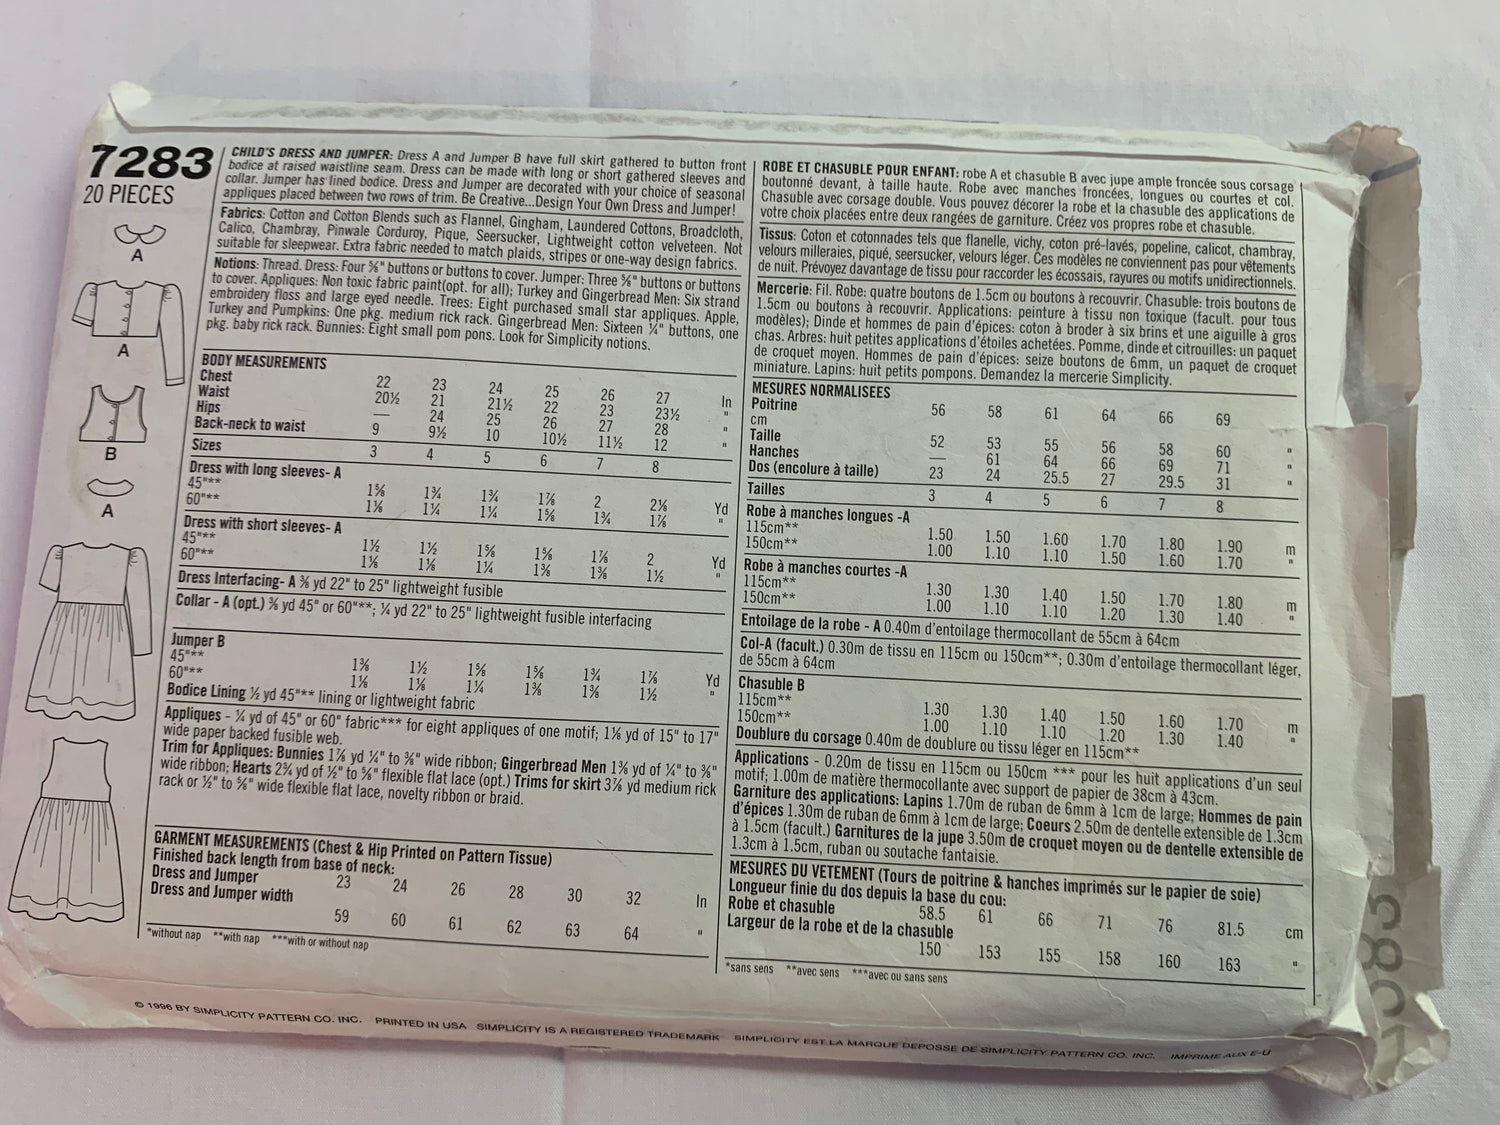 7283
20 PIECES
A
A
B
A
CHILD'S DRESS AND JUMPER: Dress A and Jumper B have full skirt gathered to button front
bodice at raised waistline seam. Dress can be made with long or short gathered sleeves and
collar. Jumper has lined bodice. Dress and Jumper are decorated with your choice of seasonal
appliques placed between two rows of trim. Be Creative...Design Your Own Dress and Jumper!
Fabrics: Cotton and Cotton Blends such as Flannel, Gingham, Laundered Cottons, Broadcloth,
Calico, Chambray, Pinwale Corduroy, Pique, Seersucker, Lightweight cotton velveteen. Not
suitable for sleepwear. Extra fabric needed to match plaids, stripes or one-way design fabrics.
Notions: Thread. Dress: Four ⅝" buttons or buttons to cover. Jumper: Three ⅝" buttons or buttons
to cover. Appliques: Non toxic fabric paint(opt. for all); Turkey and Gingerbread Men: Six strand
embroidery floss and large eyed needle. Trees: Eight purchased small star appliques. Apple,
Turkey and Pumpkins: One pkg. medium rick rack. Gingerbread Men: Sixteen ¼" buttons, one
pkg. baby rick rack. Bunnies: Eight small pom pons. Look for Simplicity notions.
BODY MEASUREMENTS
Chest 22 23 24 25 26 27 In
Waist 20½ 21 21½ 22 23 23½ "
Hips — 24 25 26 27 28 "
Back-neck to waist 9 9½ 10 10½ 11½ 12 "
Sizes 3 4 5 6 7 8
Dress with long sleeves- A
45"** 1⅝ 1¾ 1¾ 1⅞ 2 2⅛ Yd
60"** 1⅛ 1¼ 1¼ 1⅝ 1¾ 1⅞ "
Dress with short sleeves- A
45"** 1½ 1½ 1⅝ 1⅝ 1⅞ 2 Yd
60"** 1⅛ 1⅛ 1¼ 1⅜ 1⅜ 1½ "
Dress Interfacing- A ⅜ yd 22" to 25" lightweight fusible
Collar - A (opt.) ⅜ yd 45" or 60"**; ¼ yd 22" to 25" lightweight fusible interfacing
Jumper B
45"** 1⅜ 1½ 1⅝ 1⅝ 1¾ 1⅞ Yd
60"** 1⅛ 1⅛ 1¼ 1⅜ 1⅜ 1½ "
Bodice Lining ½ yd 45"** lining or lightweight fabric
Appliques - ¼ yd of 45" or 60" fabric*** for eight appliques of one motif; 1⅛ yd of 15" to 17"
wide paper backed fusible web.
Trim for Appliques: Bunnies 1⅞ yd ¼" to ⅜" wide ribbon; Gingerbread Men 1⅜ yd of ¼" to ⅜"
wide ribbon; Hearts 2¾ yd of ½" to ⅝" flexible flat lace (opt.) Trims for skirt 3⅞ yd medium rick
rack or ½" to ⅝" wide flexible flat lace, novelty ribbon or braid.
GARMENT MEASUREMENTS (Chest & Hip Printed on Pattern Tissue)
Finished back length from base of neck:
Dress and Jumper 23 24 26 28 30 32 In
Dress and Jumper width 59 60 61 62 63 64 "
*without nap **with nap ***with or without nap
ROBE ET CHASUBLE POUR ENFANT: robe A et chasuble B avec jupe ample froncée sous corsage
boutonné devant, à taille haute. Robe avec manches froncées, longues ou courtes et col.
Chasuble avec corsage double. Vous pouvez décorer la robe et la chasuble des applications de
votre choix placées entre deux rangées de garniture. Créez vos propres robe et chasuble.
Tissus: Coton et cotonnades tels que flanelle, vichy, coton pré-lavés, popeline, calicot, chambray,
velours milleraies, piqué, seersucker, velours léger. Ces modèles ne conviennent pas pour vêtements
de nuit. Prévoyez davantage de tissu pour raccorder les écossais, rayures ou motifs unidirectionnels.
Mercerie: Fil. Robe: quatre boutons de 1.5cm ou boutons à recouvrir. Chasuble: trois boutons de
1.5cm ou boutons à recouvrir. Applications: peinture à tissu non toxique (facult. pour tous
modèles); Dinde et hommes de pain d'épices: coton à broder à six brins et une aiguille à gros
chas. Arbres: huit petites applications d'étoiles achetées. Pomme, dinde et citrouilles: un paquet
de croquet moyen. Hommes de pain d'épices: seize boutons de 6mm, un paquet de croquet
miniature. Lapins: huit petits pompons. Demandez la mercerie Simplicity.
MESURES NORMALISEES
Poitrine 56 58 61 64 66 69
cm
Taille 52 53 55 56 58 60 "
Hanches — 61 64 66 69 71 "
Dos (encolure à taille) 23 24 25.5 27 29.5 31 "
Tailles 3 4 5 6 7 8
Robe à manches longues -A
115cm** 1.50 1.50 1.60 1.70 1.80 1.90 m
150cm** 1.00 1.10 1.10 1.50 1.60 1.70 "
Robe à manches courtes -A
115cm** 1.30 1.30 1.40 1.50 1.70 1.80 m
150cm** 1.00 1.10 1.10 1.20 1.30 1.40 "
Entoilage de la robe - A 0.40m d'entoilage thermocollant de 55cm à 64cm
Col-A (facult.) 0.30m de tissu en 115cm ou 150cm**; 0.30m d'entoilage thermocollant léger,
de 55cm à 64cm
Chasuble B
115cm** 1.30 1.30 1.40 1.50 1.60 1.70 m
150cm** 1.00 1.10 1.10 1.20 1.30 1.40 "
Doublure du corsage 0.40m de doublure ou tissu léger en 115cm**
Applications - 0.20m de tissu en 115cm ou 150cm *** pour les huit applications d'un seul
motif; 1.00m de matière thermocollante avec support de papier de 38cm à 43cm.
Garniture des applications: Lapins 1.70m de ruban de 6mm à 1cm de large; Hommes de pain
d'épices 1.30m de ruban de 6mm à 1cm de large; Coeurs 2.50m de dentelle extensible de 1.3cm
à 1.5cm (facult.) Garnitures de la jupe 3.50m de croquet moyen ou de dentelle extensible de
1.3cm à 1.5cm, ruban ou soutache fantaisie.
MESURES DU VETEMENT (Tours de poitrine & hanches imprimés sur le papier de soie)
Longueur finie du dos depuis la base du cou:
Robe et chasuble 58.5 61 66 71 76 81.5 cm
Largeur de la robe et de la chasuble
150 153 155 158 160 163 "
*sans sens **avec sens ***avec ou sans sens
© 1996 BY SIMPLICITY PATTERN CO. INC. PRINTED IN USA SIMPLICITY IS A REGISTERED TRADEMARK SIMPLICITY EST LA MARQUE DEPOSSE DE SIMPLICITY PATTERN CO. INC. IMPRIME AUX E-U